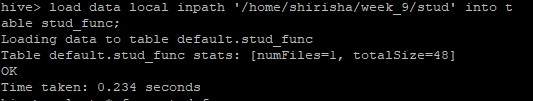 hive> load data local inpath '/home/shirisha/week_9/stud' into t
able stud_func;
Loading data to table default.stud_func
Table default.stud_func stats: [numFiles=1, totalSize=48]
OK
Time taken: 0.234 seconds